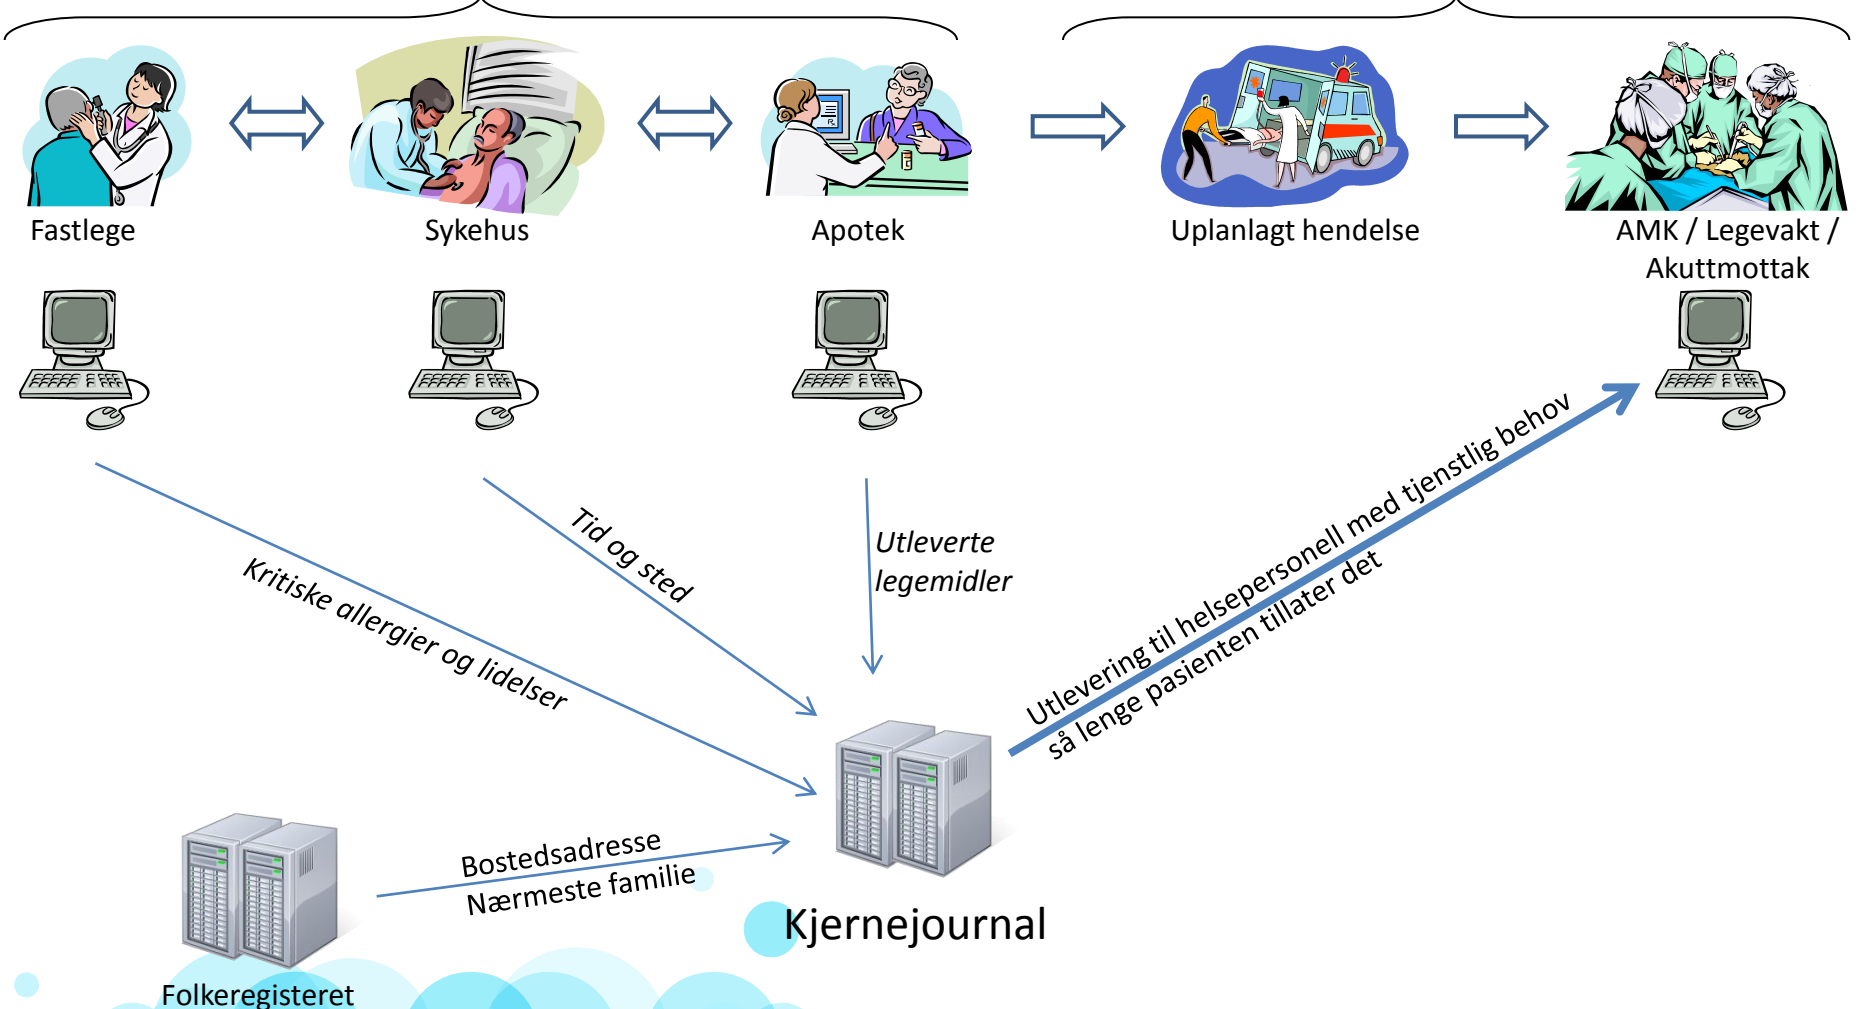 Fastlege
Sykehus
Apotek
Uplanlagt hendelse
AMK / Legevakt /
Akuttmottak
Kritiske allergier og lidelser
Tid og sted
Utleverte
legemidler
Utlevering til helsepersonell med tjenstlig behov
så lenge pasienten tillater det
Bostedsadresse
Nærmeste familie
Kjernejournal
Folkeregisteret